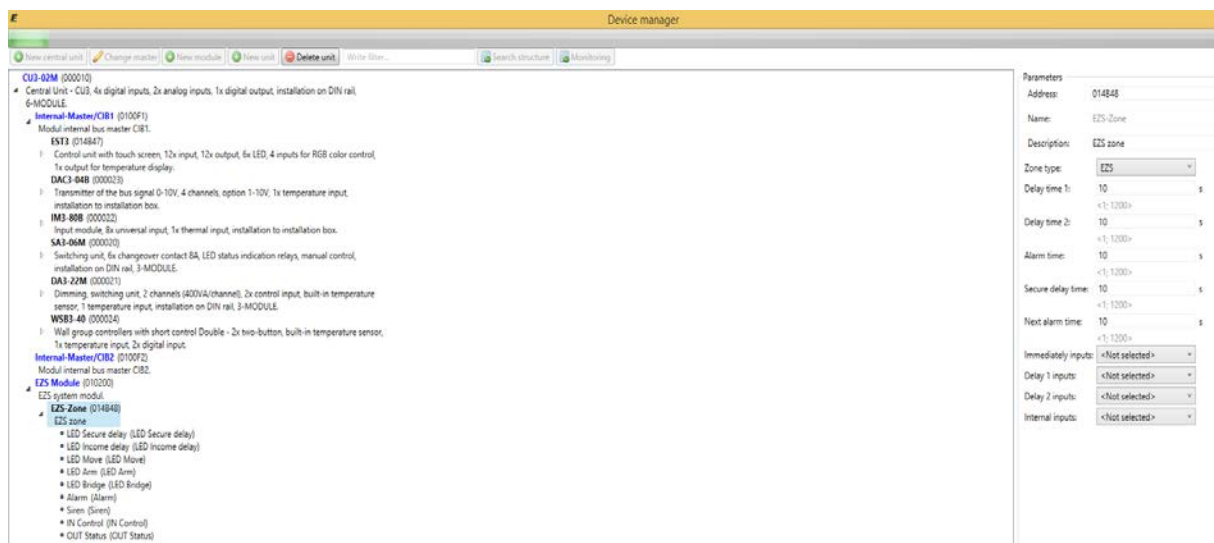 E
Device manager
New central unit Change master New module New unit Delete unit Write filter... Search structure Monitoring
CU3-02M (000010)
Central Unit - CU3, 4x digital inputs, 2x analog inputs, 1x digital output, installation on DIN rail,
6-MODULE.
Internal-Master/CIB1 (0100F1)
Modul internal bus master CIB1.
EST3 (014847)
Control unit with touch screen, 12x input, 12x output, 6x LED, 4 inputs for RGB color control,
1x output for temperature display.
DAC3-04B (000023)
Transmitter of the bus signal 0-10V, 4 channels, option 1-10V, 1x temperature input,
installation to installation box.
IM3-80B (000022)
Input module, 8x universal input, 1x thermal input, installation to installation box.
SA3-06M (000020)
Switching unit, 6x changeover contact 8A, LED status indication relays, manual control,
installation on DIN rail, 3-MODULE.
DA3-22M (000021)
Dimming, switching unit, 2 channels (400VA/channel), 2x control input, built-in temperature
sensor, 1 temperature input, installation on DIN rail, 3-MODULE.
WSB3-40 (000024)
Wall group controllers with short control Double - 2x two-button, built-in temperature sensor,
1x temperature input, 2x digital input.
Internal-Master/CIB2 (0100F2)
Modul internal bus master CIB2.
EZS Module (010200)
EZS system modul.
EZS-Zone (014848)
EZS zone
LED Secure delay (LED Secure delay)
LED Income delay (LED Income delay)
LED Move (LED Move)
LED Arm (LED Arm)
LED Bridge (LED Bridge)
Alarm (Alarm)
Siren (Siren)
IN Control (IN Control)
OUT Status (OUT Status)
Parameters
Address: 014848
Name: EZS-Zone
Description: EZS zone
Zone type: EZS
Delay time 1: 10 s
<1; 1200>
Delay time 2: 10 s
<1; 1200>
Alarm time: 10 s
<1; 1200>
Secure delay time: 10 s
<1; 1200>
Next alarm time: 10 s
<1; 1200>
Immediately inputs: <Not selected>
Delay 1 inputs: <Not selected>
Delay 2 inputs: <Not selected>
Internal inputs: <Not selected>